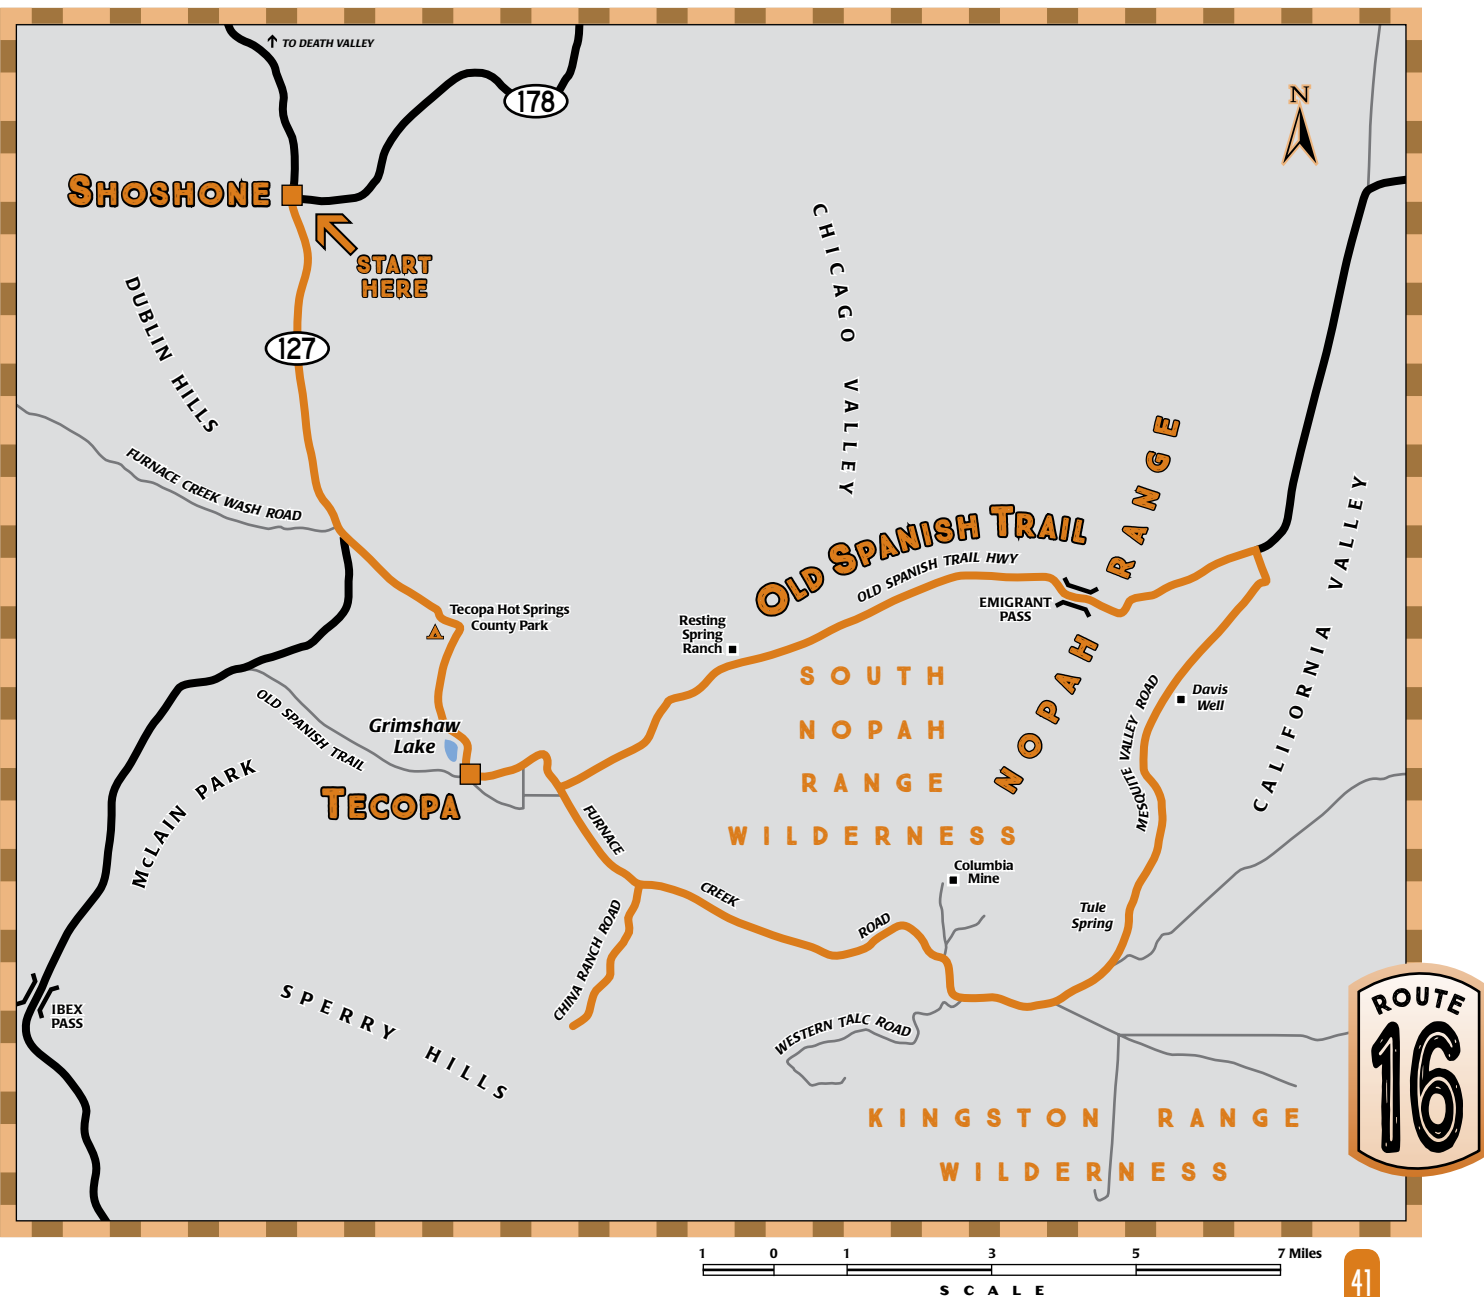 ↑ TO DEATH VALLEY
178
N
SHOSHONE
START
HERE
127
DUBLIN HILLS
CHICAGO VALLEY
FURNACE CREEK WASH ROAD
OLD SPANISH TRAIL
OLD SPANISH TRAIL HWY
EMIGRANT
PASS
NOPAH RANGE
CALIFORNIA VALLEY
Tecopa Hot Springs
County Park
Resting
Spring
Ranch
SOUTH
NOPAH
RANGE
WILDERNESS
MESQUITE VALLEY ROAD
Davis
Well
OLD SPANISH TRAIL
Grimshaw
Lake
TECOPA
McLAIN PARK
FURNACE CREEK ROAD
Columbia
Mine
Tule
Spring
CHINA RANCH ROAD
IBEX
PASS
SPERRY HILLS
WESTERN TALC ROAD
KINGSTON RANGE
WILDERNESS
ROUTE
16
1 0 1 3 5 7 Miles
SCALE
41